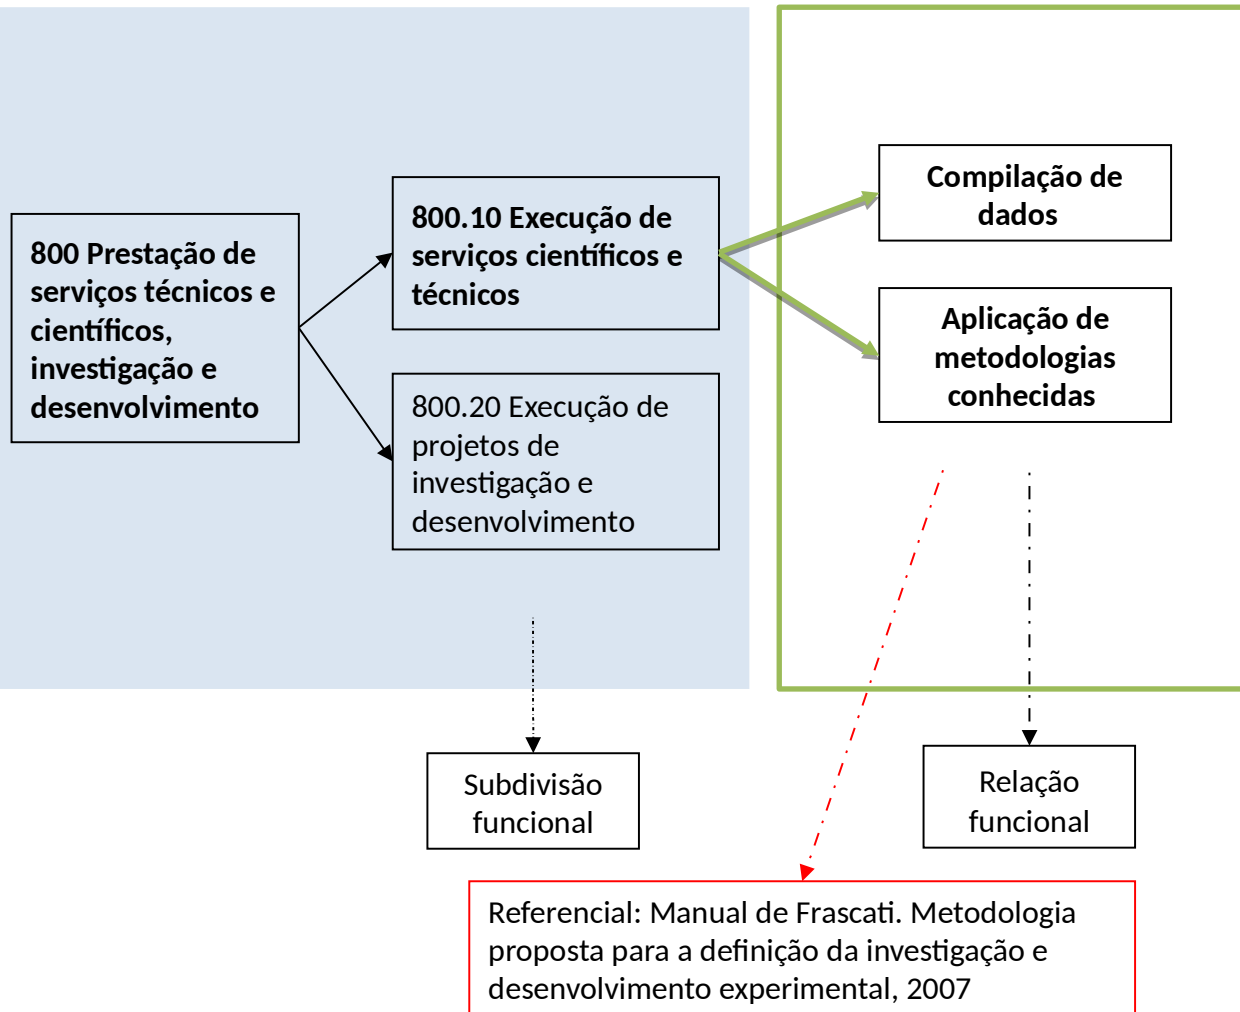 800 Prestação de
serviços técnicos e
científicos,
investigação e
desenvolvimento
800.10 Execução de
serviços científicos e
técnicos
800.20 Execução de
projetos de
investigação e
desenvolvimento
Compilação de
dados
Aplicação de
metodologias
conhecidas
Subdivisão
funcional
Relação
funcional
Referencial: Manual de Frascati. Metodologia
proposta para a definição da investigação e
desenvolvimento experimental, 2007